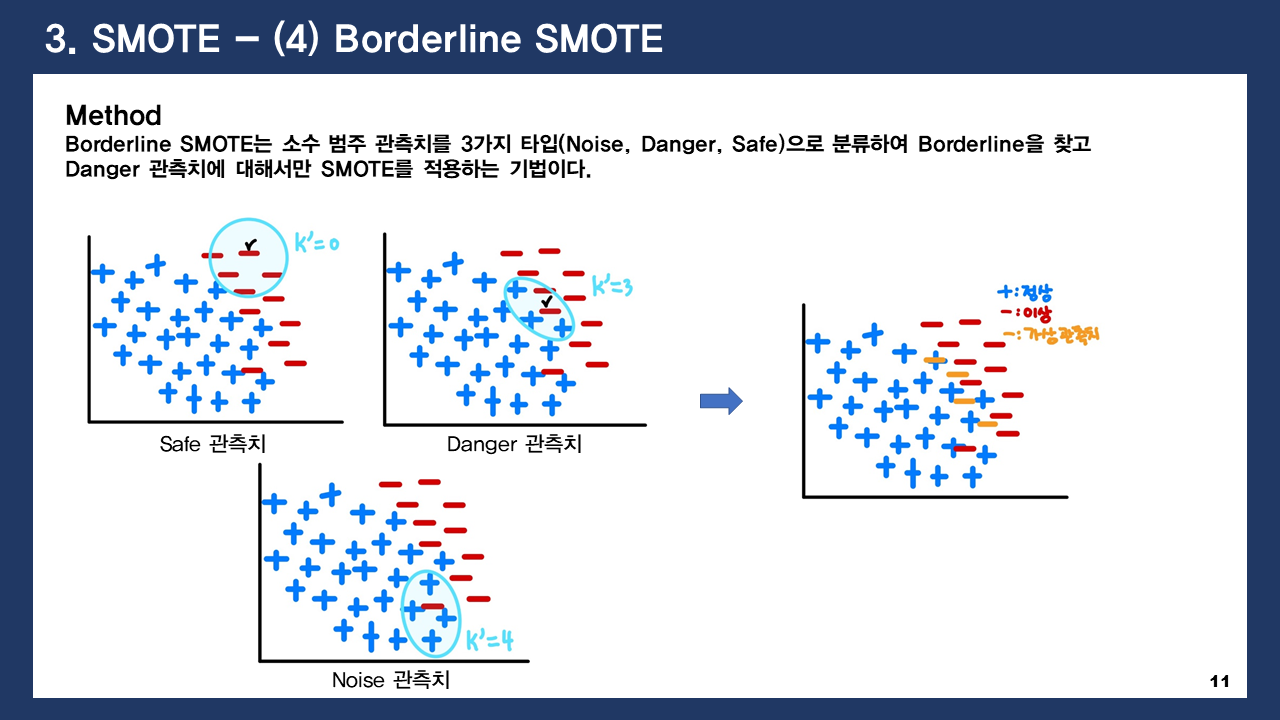 3. SMOTE – (4) Borderline SMOTE
Method
Borderline SMOTE는 소수 범주 관측치를 3가지 타입(Noise, Danger, Safe)으로 분류하여 Borderline을 찾고
Danger 관측치에 대해서만 SMOTE를 적용하는 기법이다.
k'=0
k'=3
+:정상
-:이상
-:가상관측치
Safe 관측치
Danger 관측치
k'=4
Noise 관측치
11